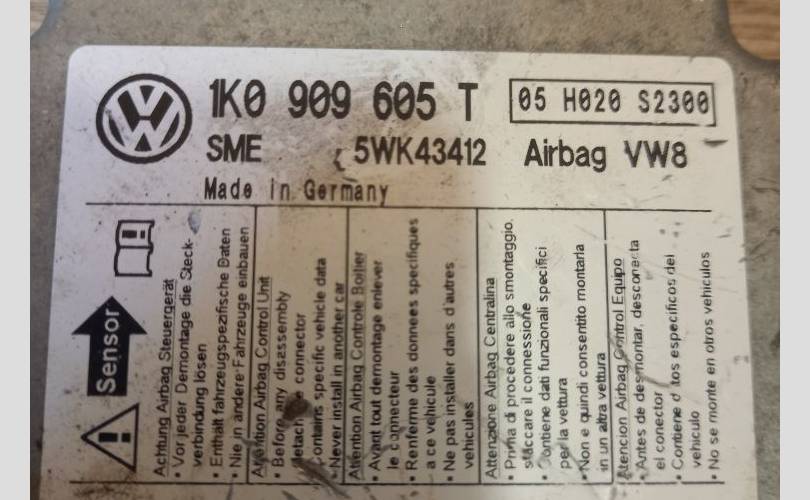 1K0 909 605 T
05 H020 S2300
SME 5WK43412 Airbag VW8
Made in Germany
Sensor
Achtung Airbag Steuergerät
• Vor jeder Demontage die Steck-
verbindung lösen
• Enthält fahrzeugspezifische Daten
• Nie in andere Fahrzeuge einbauen
Attention Airbag Control Unit
• Before any disassembly
detach connector
contains specific vehicle data
• Never install in another car
Attention Airbag Controle Boitier
• Avant tout demontage enlever
le connecteur
• Renferme des donnees specifiques
a ce vehicule
• Ne pas installer dans d'autres
vehicules
Attenzione Airbag Centralina
• Prima di procedere allo smontaggio.
staccare il connessione
• Contiene dati funzionali specifici
per la vettura
• Non e quindi consentito montarla
in un altra vettura
Atencion Airbag Control Equipo
• Antes de desmontar, desconecta
el conector
• Contiene datos especificos del
vehiculo
• No se monte en otros vehiculos